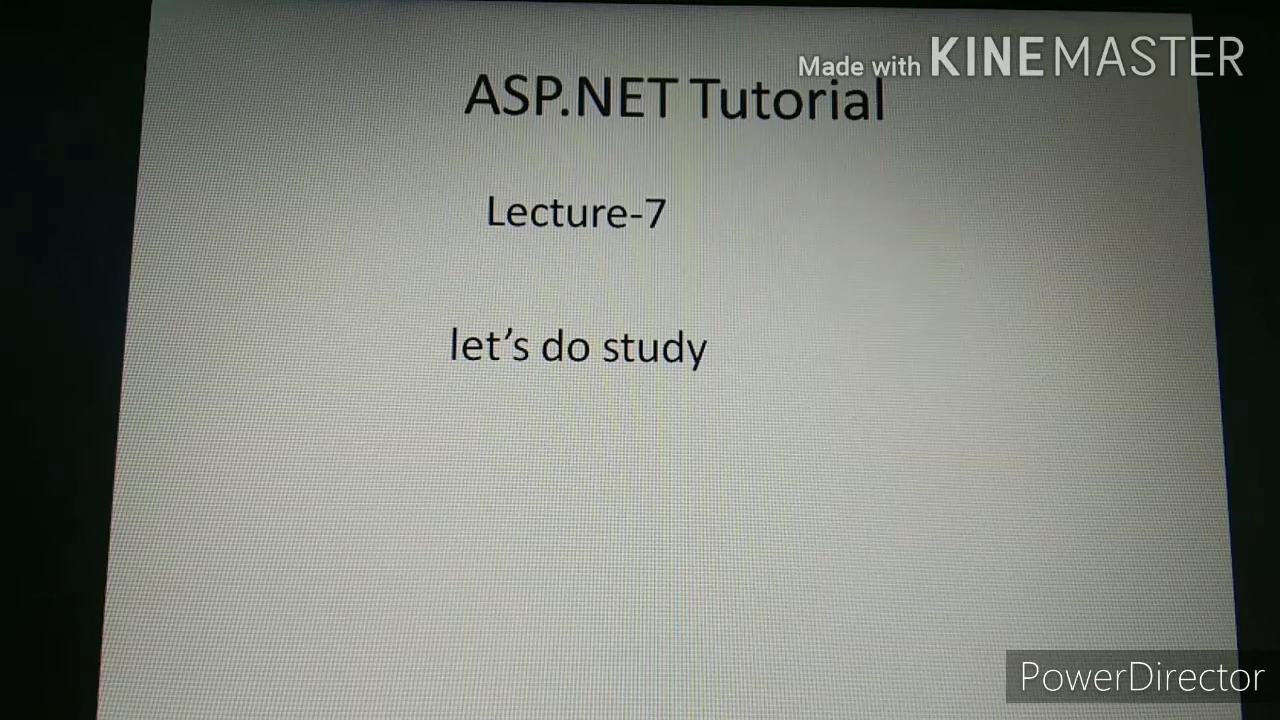 Made with KINEMASTER
ASP.NET Tutorial
Lecture-7
let’s do study
PowerDirector